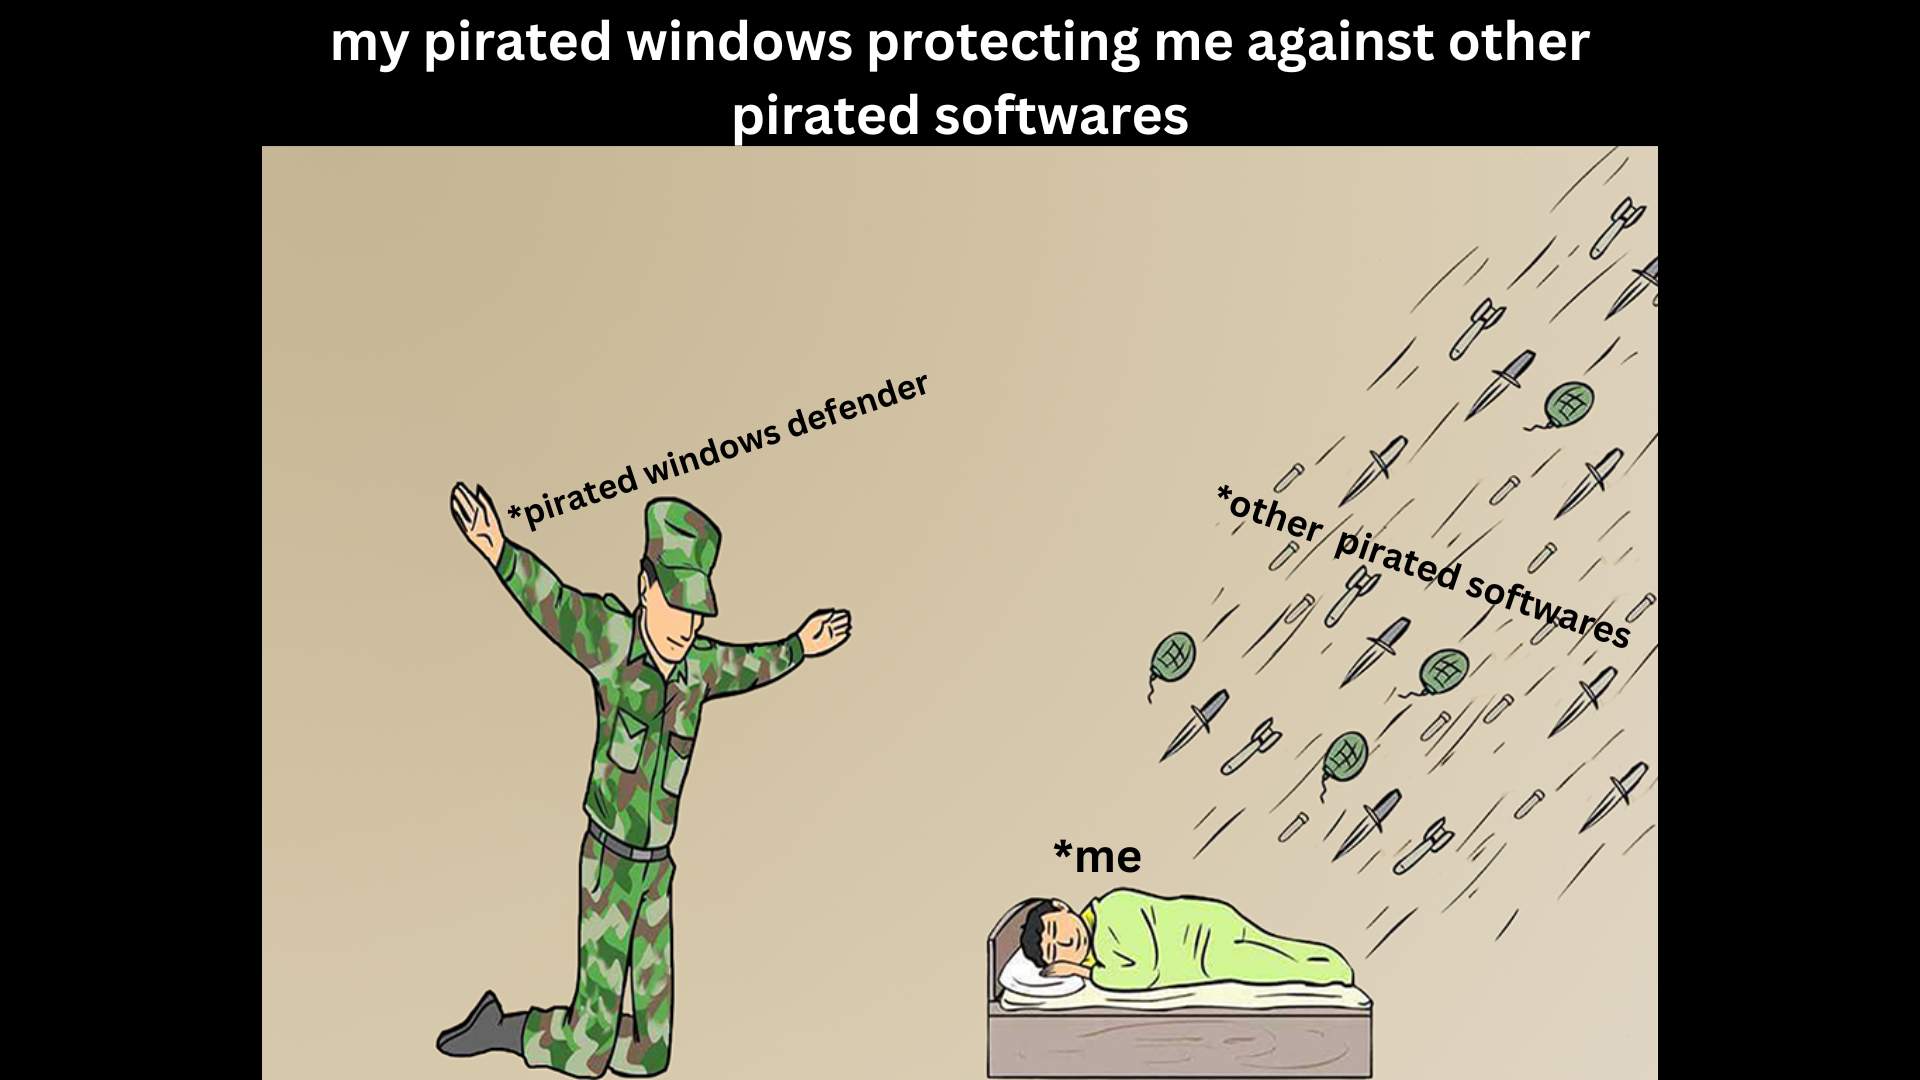 my pirated windows protecting me against other
pirated softwares
*pirated windows defender
*other pirated softwares
*me